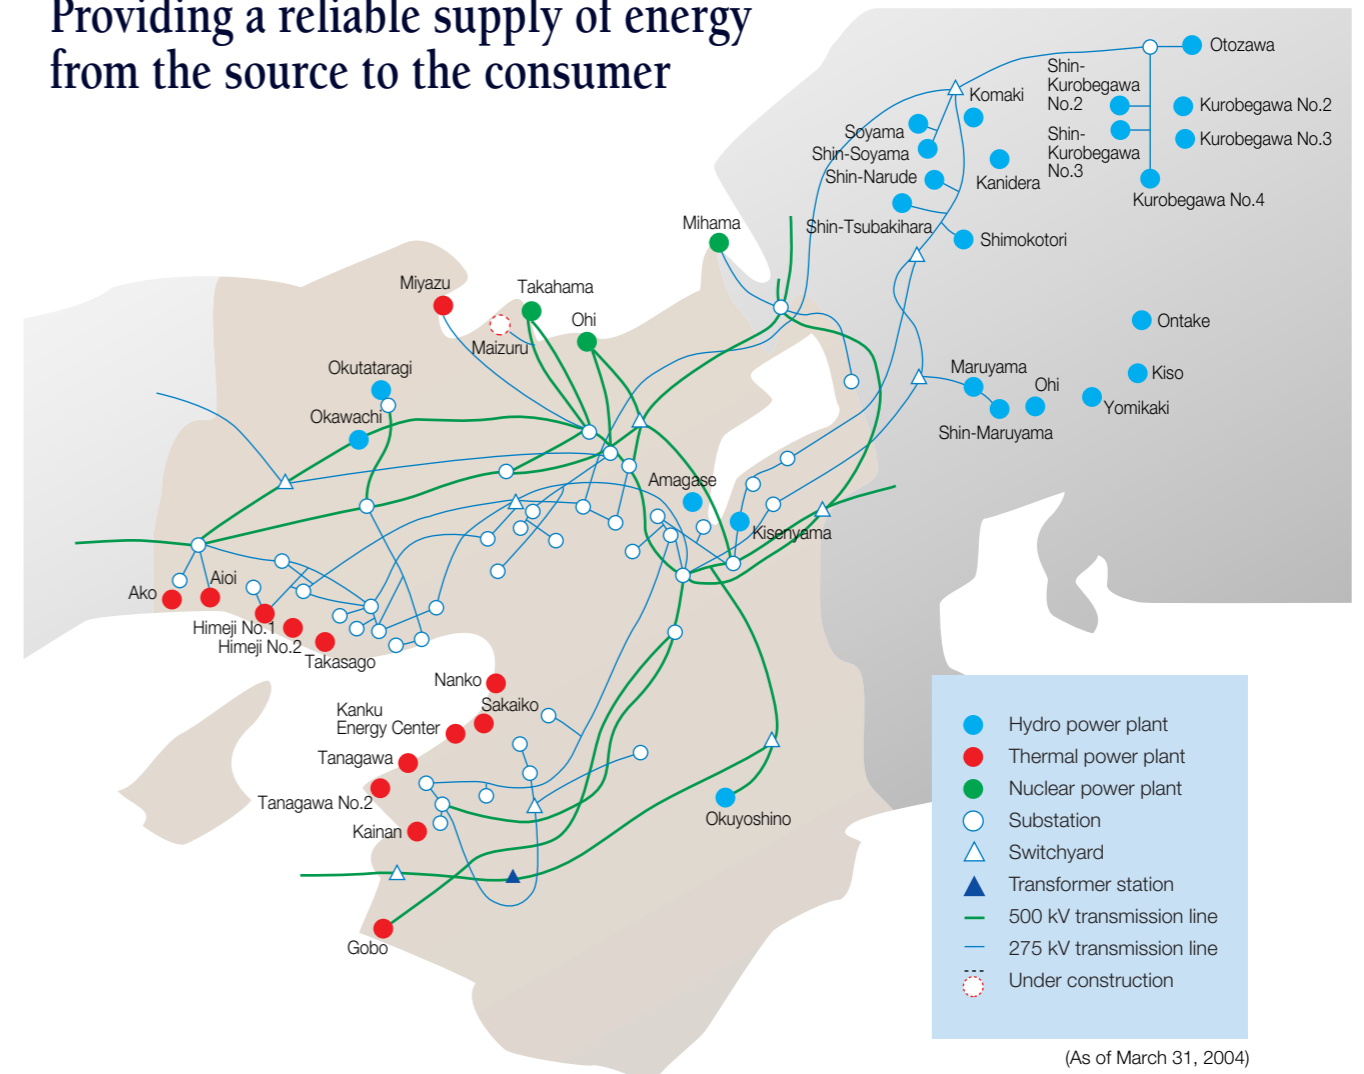 Providing a reliable supply of energy
from the source to the consumer
Otozawa
Shin-
Kurobegawa
No.2
Komaki
Kurobegawa No.2
Soyama
Shin-
Kurobegawa
No.3
Kurobegawa No.3
Shin-Soyama
Shin-Narude
Kanidera
Kurobegawa No.4
Mihama
Shin-Tsubakihara
Shimokotori
Miyazu
Takahama
Ohi
Maizuru
Ontake
Okutataragi
Maruyama
Ohi
Kiso
Yomikaki
Okawachi
Shin-Maruyama
Amagase
Kisenyama
Aioi
Ako
Himeji No.1
Himeji No.2
Takasago
Nanko
Sakaiko
Kanku
Energy Center
Tanagawa
Tanagawa No.2
Kainan
Okuyoshino
Gobo
Hydro power plant
Thermal power plant
Nuclear power plant
Substation
Switchyard
Transformer station
500 kV transmission line
275 kV transmission line
Under construction
(As of March 31, 2004)